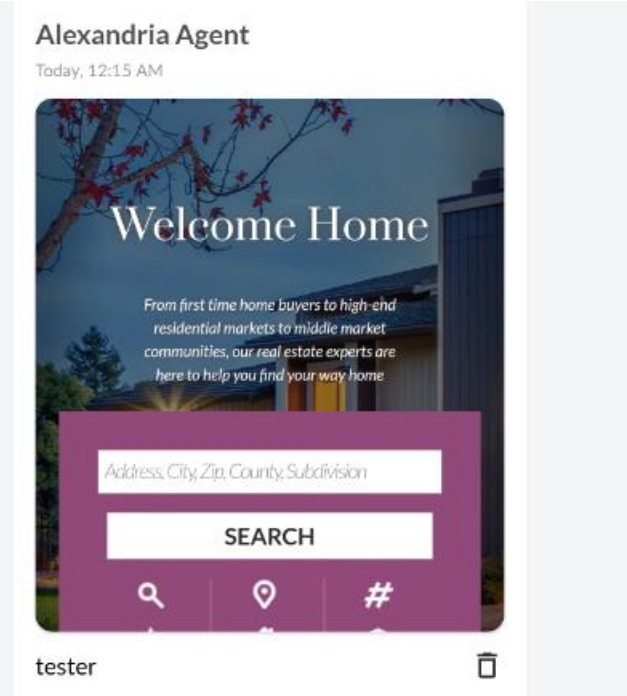 Alexandria Agent
Today, 12:15 AM
Welcome Home
From first time home buyers to high-end
residential markets to middle market
communities, our real estate experts are
here to help you find your way home
Address, City, Zip, County, Subdivision
SEARCH
#
tester